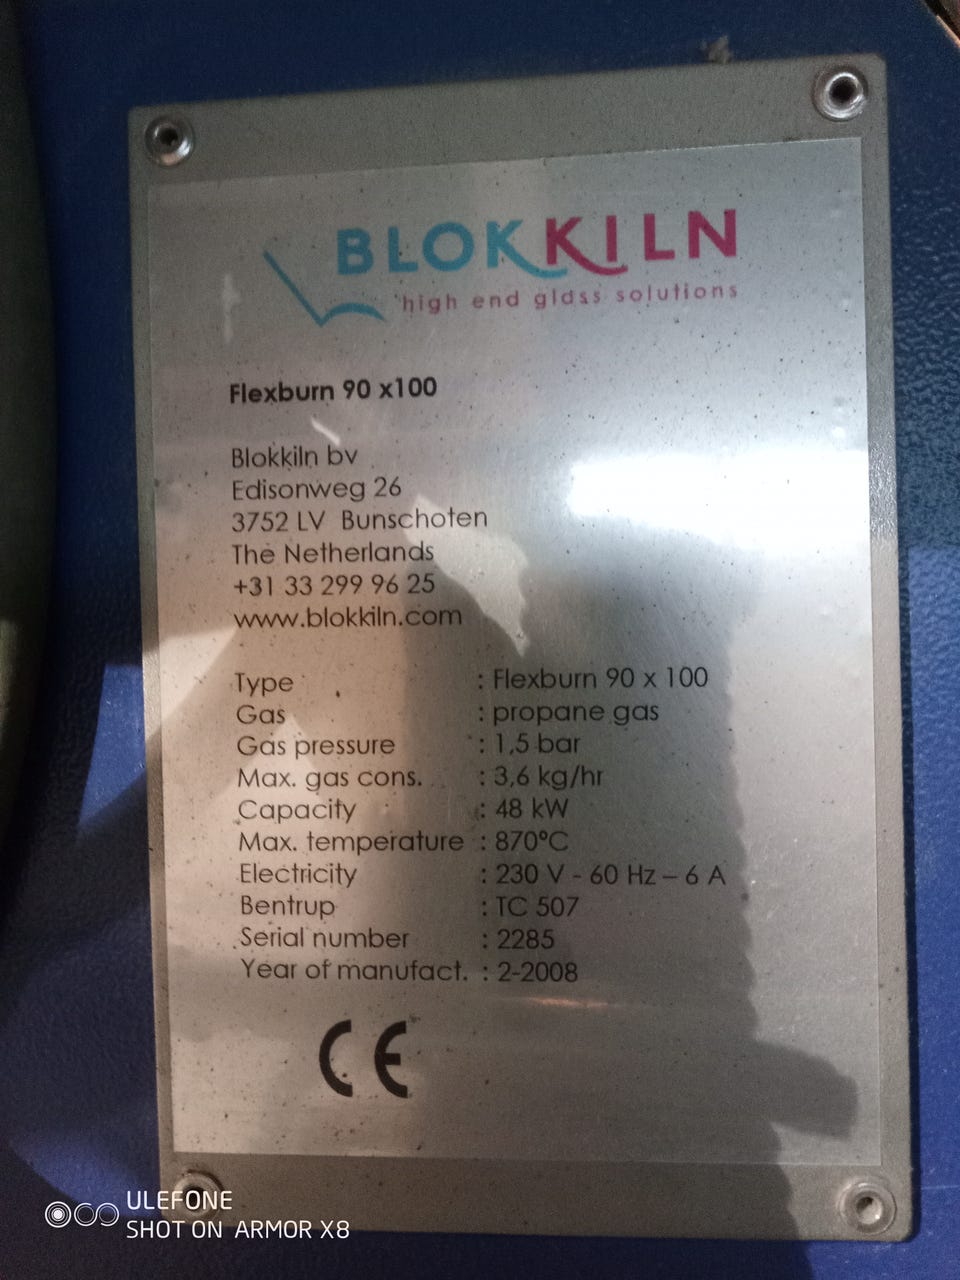 BLOKKILN
high end glass solutions
Flexburn 90 x100
Blokkiln bv
Edisonweg 26
3752 LV Bunschoten
The Netherlands
+31 33 299 96 25
www.blokkiln.com
Type : Flexburn 90 x 100
Gas : propane gas
Gas pressure : 1,5 bar
Max. gas cons. : 3,6 kg/hr
Capacity : 48 kW
Max. temperature : 870°C
Electricity : 230 V - 60 Hz – 6 A
Bentrup : TC 507
Serial number : 2285
Year of manufact. : 2-2008
CE
ULEFONE
SHOT ON ARMOR X8